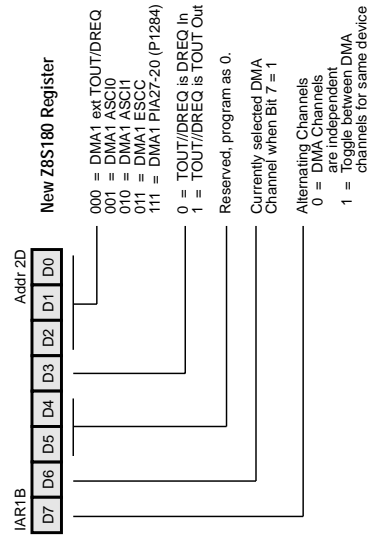 IAR1B
Addr 2D
D7 D6 D5 D4 D3 D2 D1 D0
New Z8S180 Register
000 = DMA1 ext TOUT/DREQ
001 = DMA1 ASCI0
010 = DMA1 ASCI1
011 = DMA1 ESCC
111 = DMA1 PIA27-20 (P1284)
0 = TOUT//DREQ is DREQ In
1 = TOUT//DREQ is TOUT Out
Reserved, program as 0.
Currently selected DMA
Channel when Bit 7 = 1
Alternating Channels
0 = DMA Channels
are independent
1 = Toggle between DMA
channels for same device